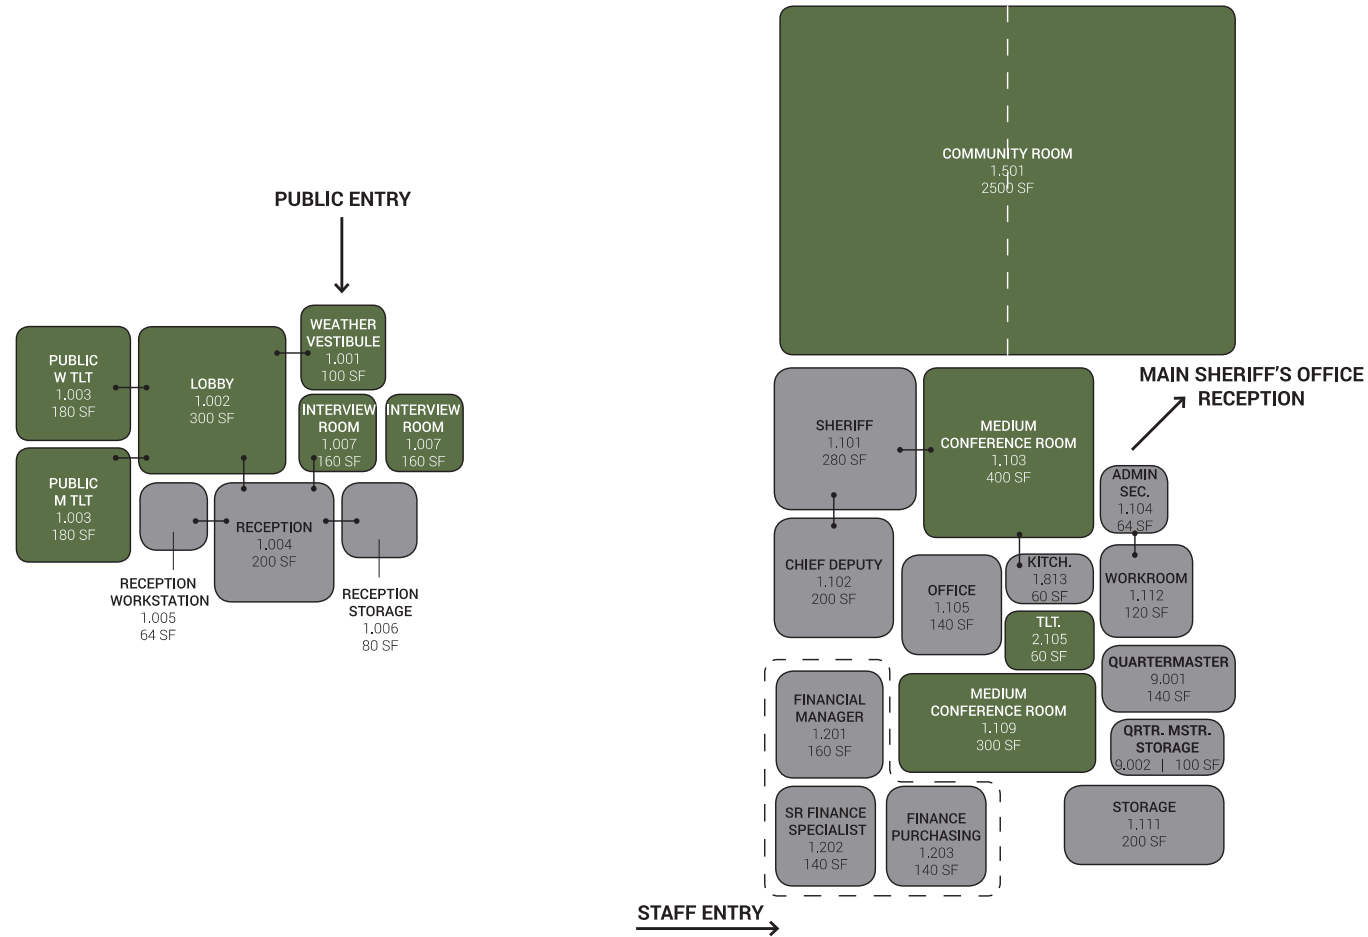 PUBLIC ENTRY
WEATHER
VESTIBULE
1.001
100 SF
PUBLIC
W TLT
1.003
180 SF
LOBBY
1.002
300 SF
INTERVIEW
ROOM
1.007
160 SF
INTERVIEW
ROOM
1.007
160 SF
PUBLIC
M TLT
1.003
180 SF
RECEPTION
1.004
200 SF
RECEPTION
WORKSTATION
1.005
64 SF
RECEPTION
STORAGE
1.006
80 SF
COMMUNITY ROOM
1.501
2500 SF
MAIN SHERIFF'S OFFICE
RECEPTION
SHERIFF
1.101
280 SF
MEDIUM
CONFERENCE ROOM
1.103
400 SF
ADMIN
SEC.
1.104
64 SF
CHIEF DEPUTY
1.102
200 SF
OFFICE
1.105
140 SF
KITCH.
1.813
60 SF
WORKROOM
1.112
120 SF
TLT.
2.105
60 SF
QUARTERMASTER
9.001
140 SF
FINANCIAL
MANAGER
1.201
160 SF
MEDIUM
CONFERENCE ROOM
1.109
300 SF
QRTR. MSTR.
STORAGE
9.002 | 100 SF
SR FINANCE
SPECIALIST
1.202
140 SF
FINANCE
PURCHASING
1.203
140 SF
STORAGE
1.111
200 SF
STAFF ENTRY